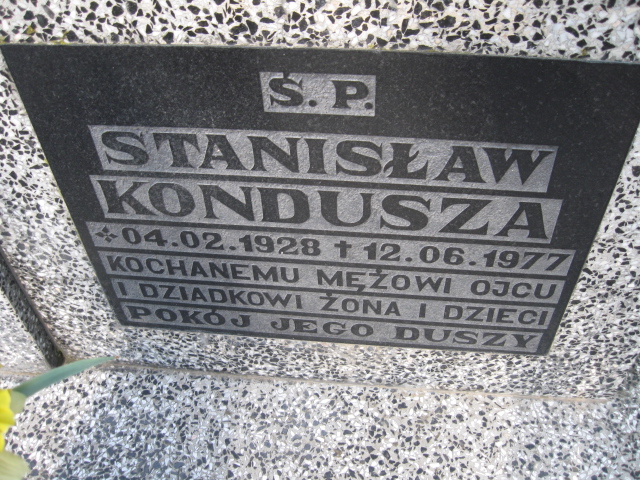 Ś. P.
STANISŁAW
KONDUSZA
* 04.02.1928 † 12.06.1977
KOCHANEMU MĘŻOWI OJCU
I DZIADKOWI ŻONA I DZIECI
POKÓJ JEGO DUSZY